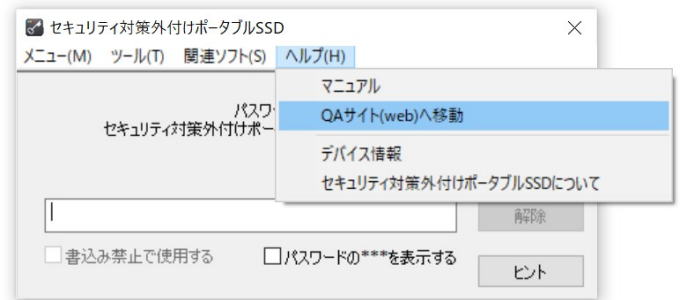 セキュリティ対策外付けポータブルSSD
メニュー(M) ツール(T) 関連ソフト(S) ヘルプ(H)
マニュアル
QAサイト(web)へ移動
デバイス情報
セキュリティ対策外付けポータブルSSDについて
パスワ
セキュリティ対策外付けポー
解除
書込み禁止で使用する
パスワードの***を表示する
ヒント